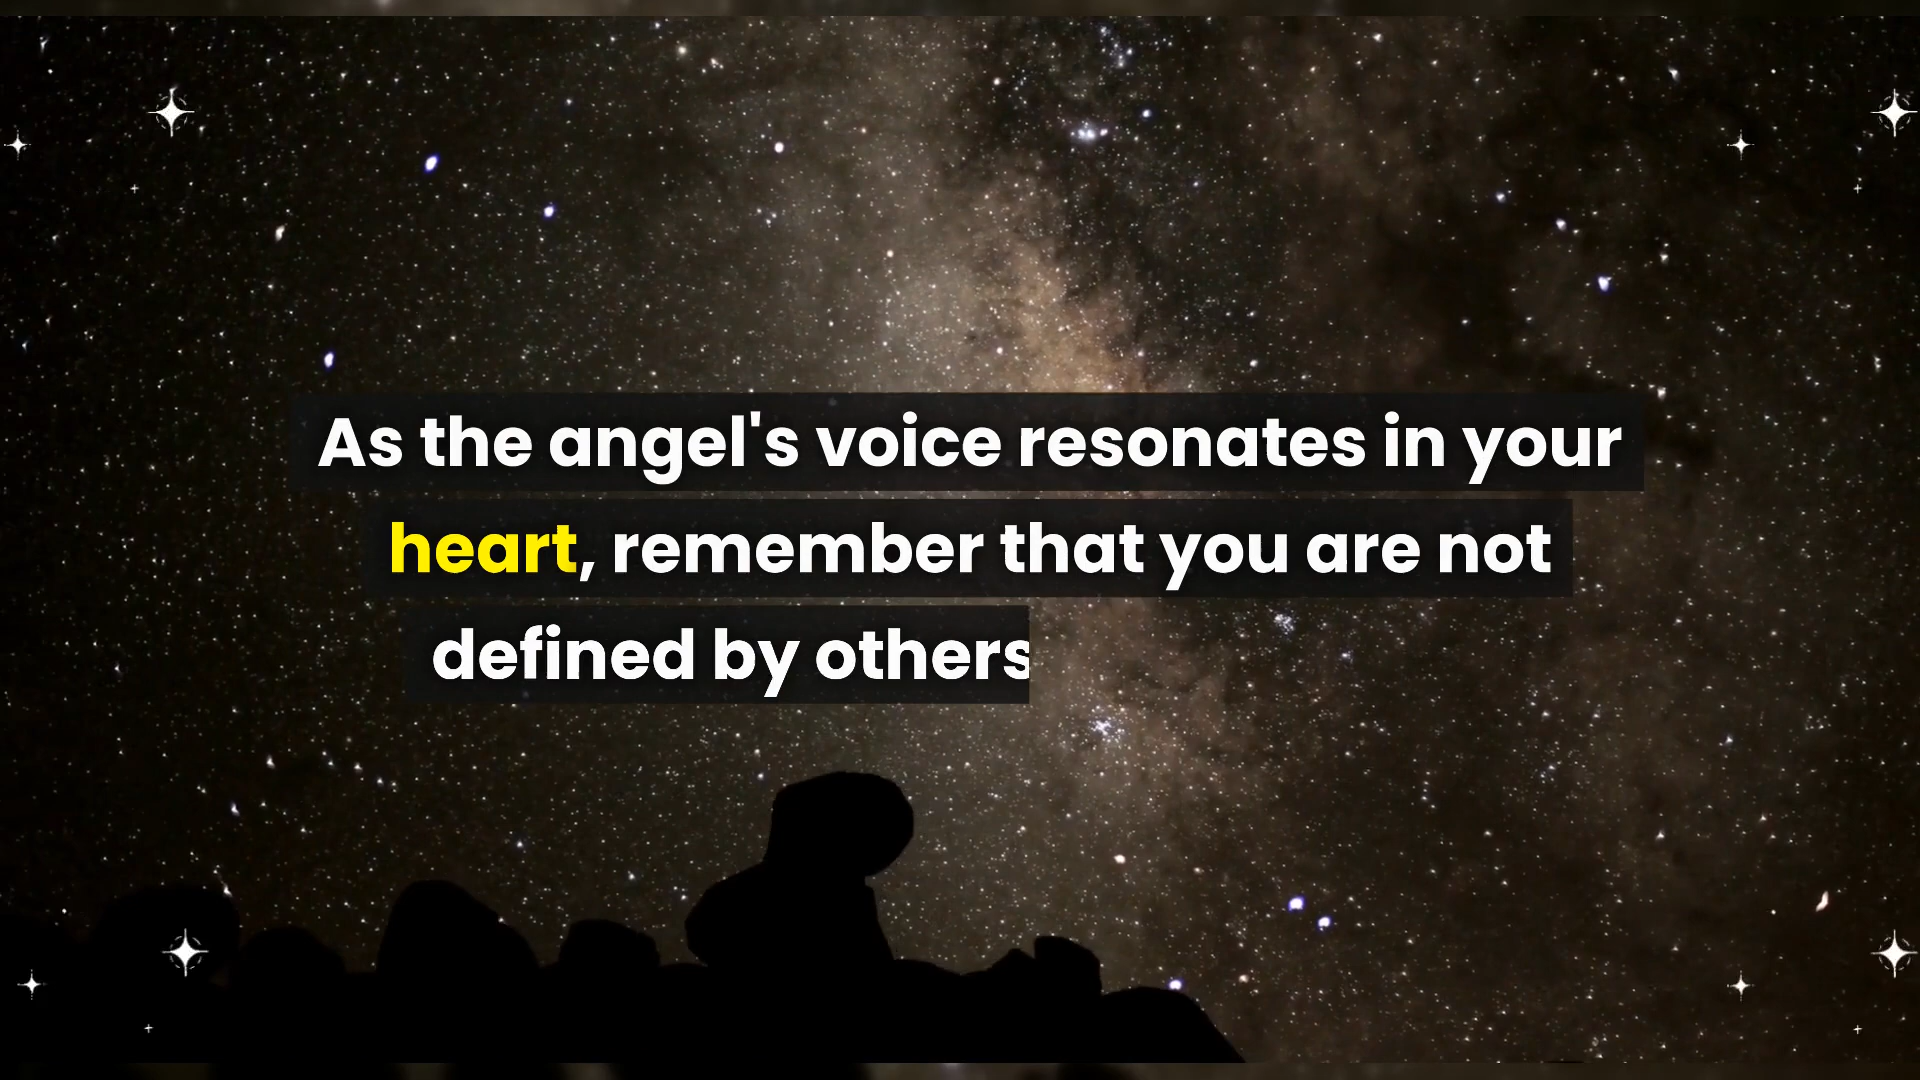 As the angel's voice resonates in your
heart, remember that you are not
defined by others